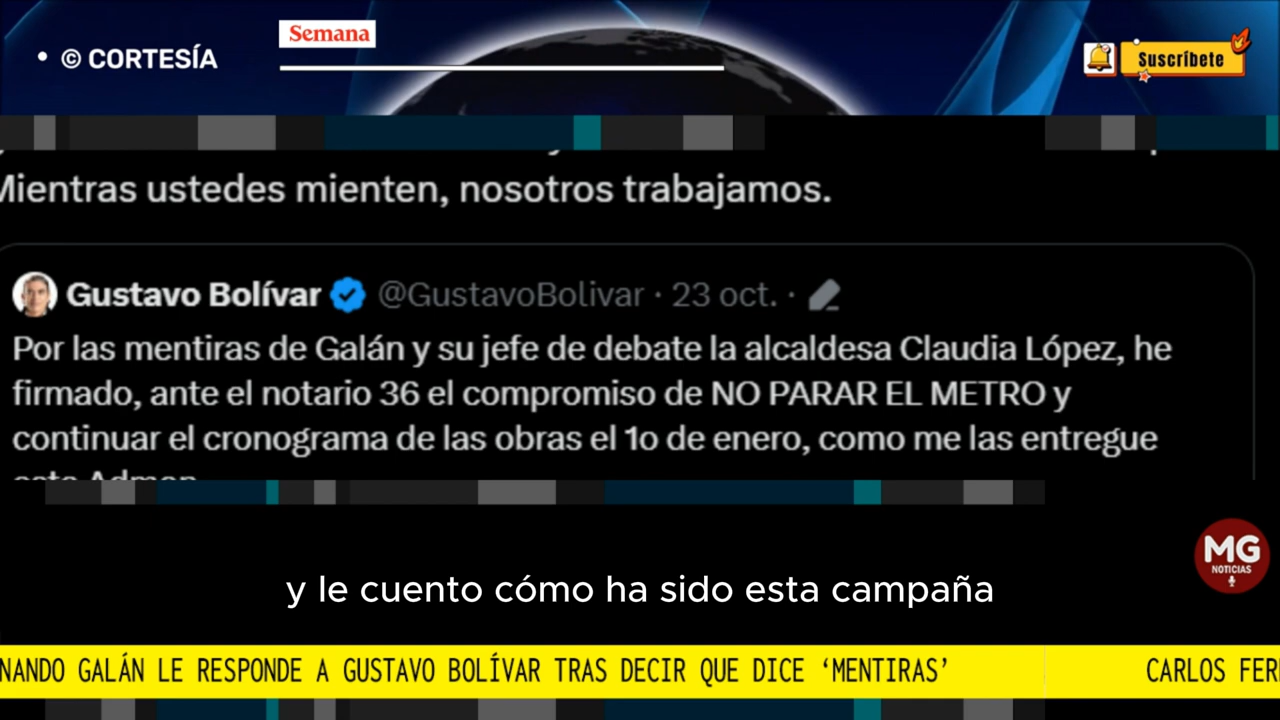 Semana
• © CORTESÍA
Suscríbete
Mientras ustedes mienten, nosotros trabajamos.
Gustavo Bolívar @GustavoBolivar · 23 oct. ·
Por las mentiras de Galán y su jefe de debate la alcaldesa Claudia López, he
firmado, ante el notario 36 el compromiso de NO PARAR EL METRO y
continuar el cronograma de las obras el 1o de enero, como me las entregue
esta Admon
MG
NOTICIAS
y le cuento cómo ha sido esta campaña
NANDO GALÁN LE RESPONDE A GUSTAVO BOLÍVAR TRAS DECIR QUE DICE ‘MENTIRAS’ CARLOS FER